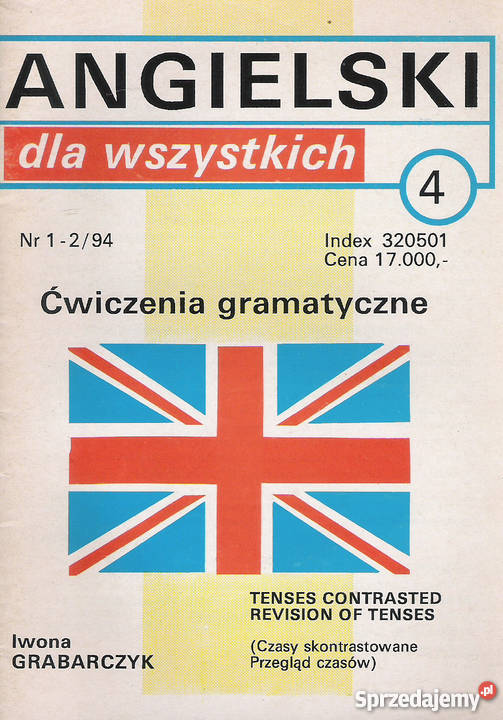 ANGIELSKI
dla wszystkich
4
Nr 1-2/94
Index 320501
Cena 17.000,-
Ćwiczenia gramatyczne
TENSES CONTRASTED
REVISION OF TENSES
(Czasy skontrastowane
Przegląd czasów)
Iwona
GRABARCZYK
Sprzedajemy.pl